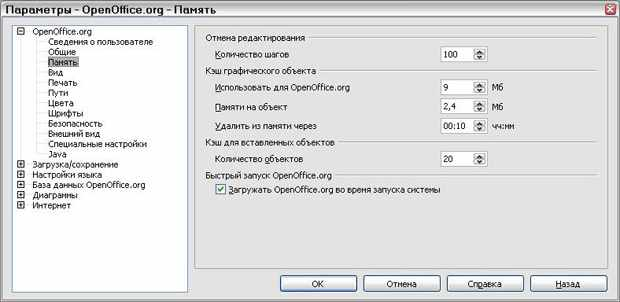 Параметры - OpenOffice.org - Память
OpenOffice.org
Сведения о пользователе
Общие
Память
Вид
Печать
Пути
Цвета
Шрифты
Безопасность
Внешний вид
Специальные настройки
Java
Загрузка/сохранение
Настройки языка
База данных OpenOffice.org
Диаграммы
Интернет
Отмена редактирования
Количество шагов 100
Кэш графического объекта
Использовать для OpenOffice.org 9 Мб
Памяти на объект 2,4 Мб
Удалить из памяти через 00:10 чч:мм
Кэш для вставленных объектов
Количество объектов 20
Быстрый запуск OpenOffice.org
Загружать OpenOffice.org во время запуска системы
ОК Отмена Справка Назад